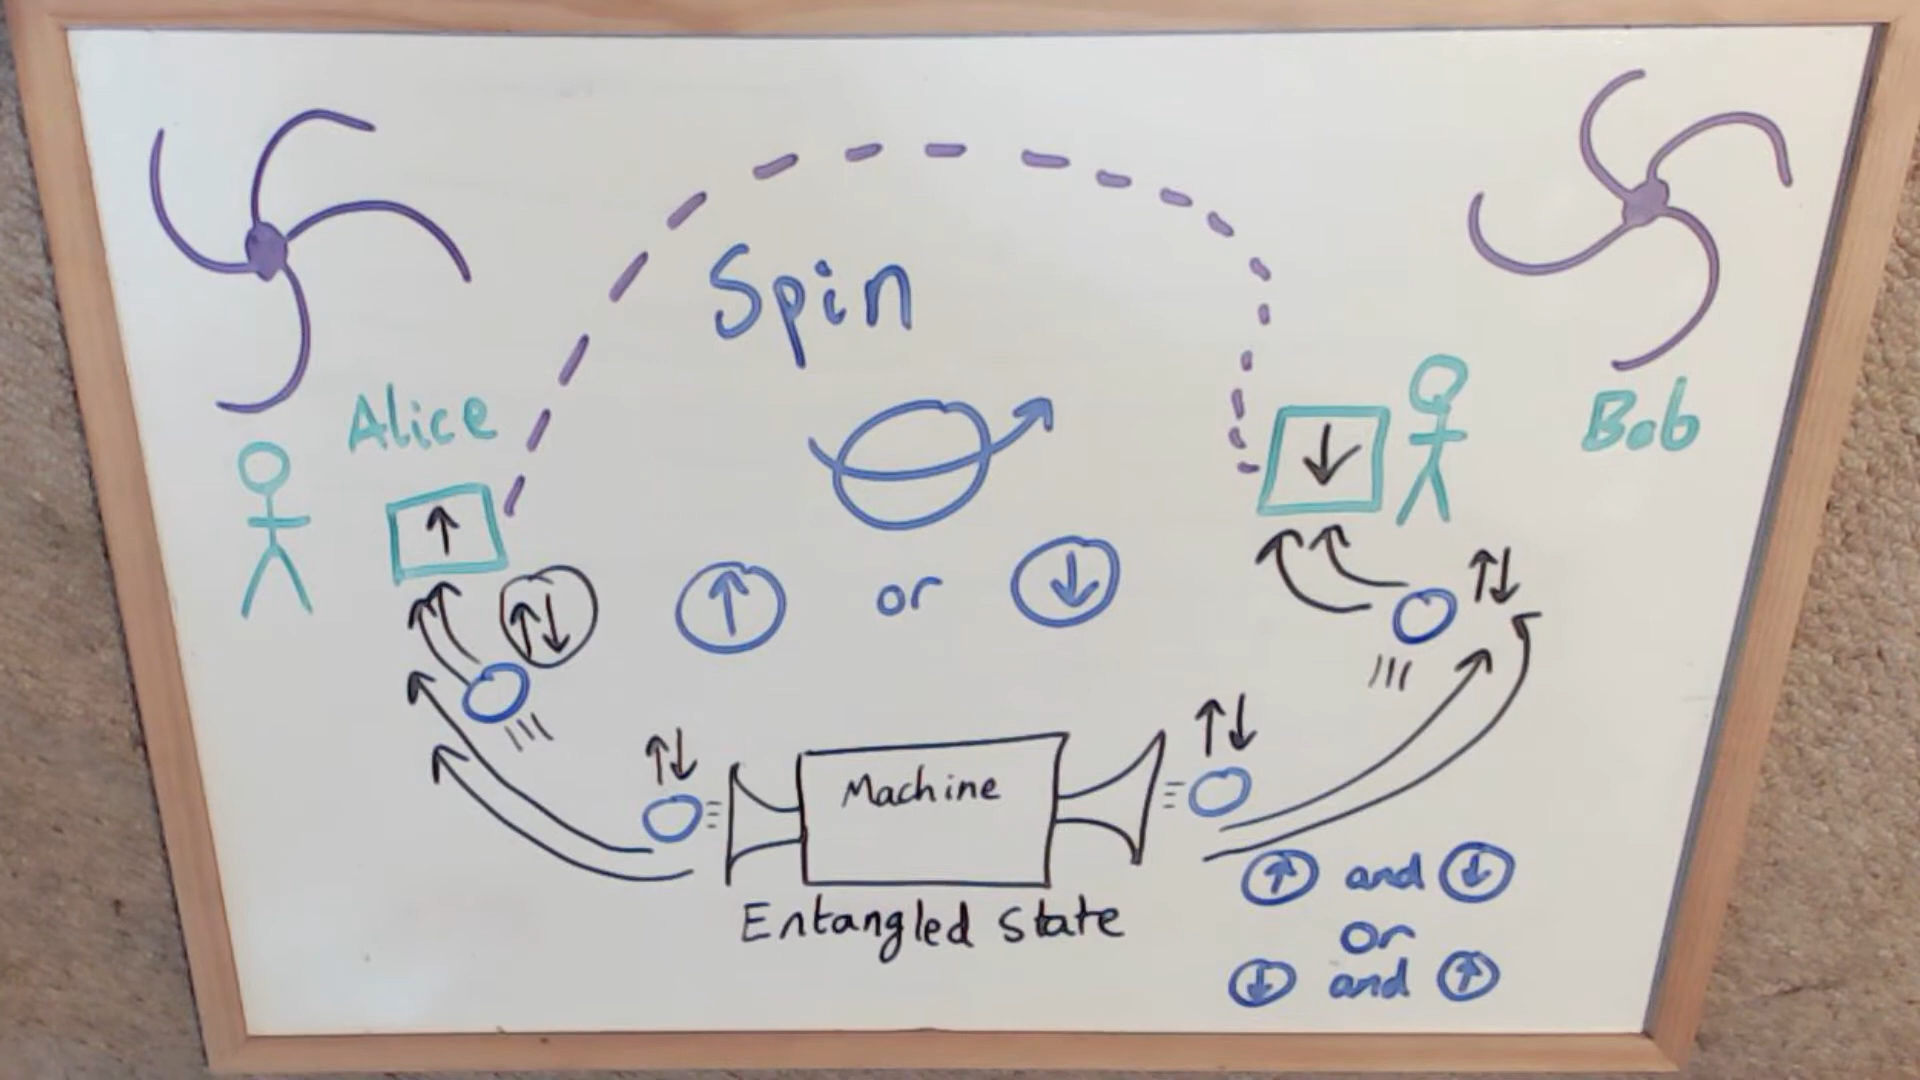 Spin
Alice
Bob
↑
↓
↑↓
↑ or ↓
↑↓
↑↓
↑↓
Machine
Entangled state
↑ and ↓
or
↓ and ↑